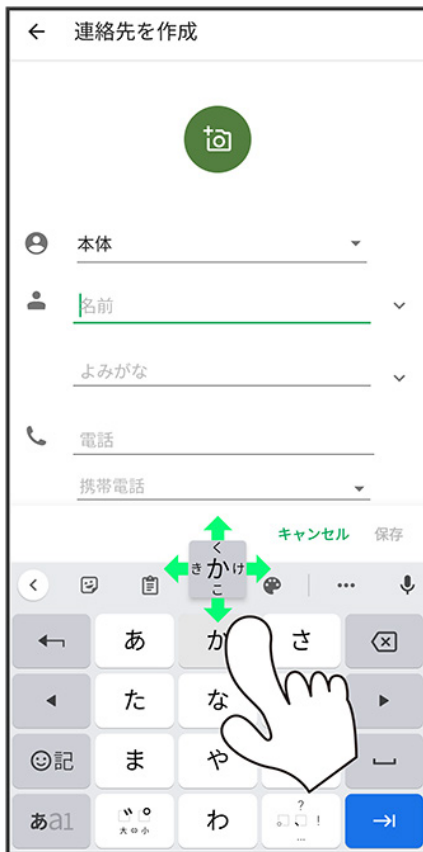 連絡先を作成
本体
名前
よみがな
電話
携帯電話
キャンセル 保存
く
き か け
こ
あ か さ
た な
ま や
☺記
あa1 大⇔小 わ 。、?!…